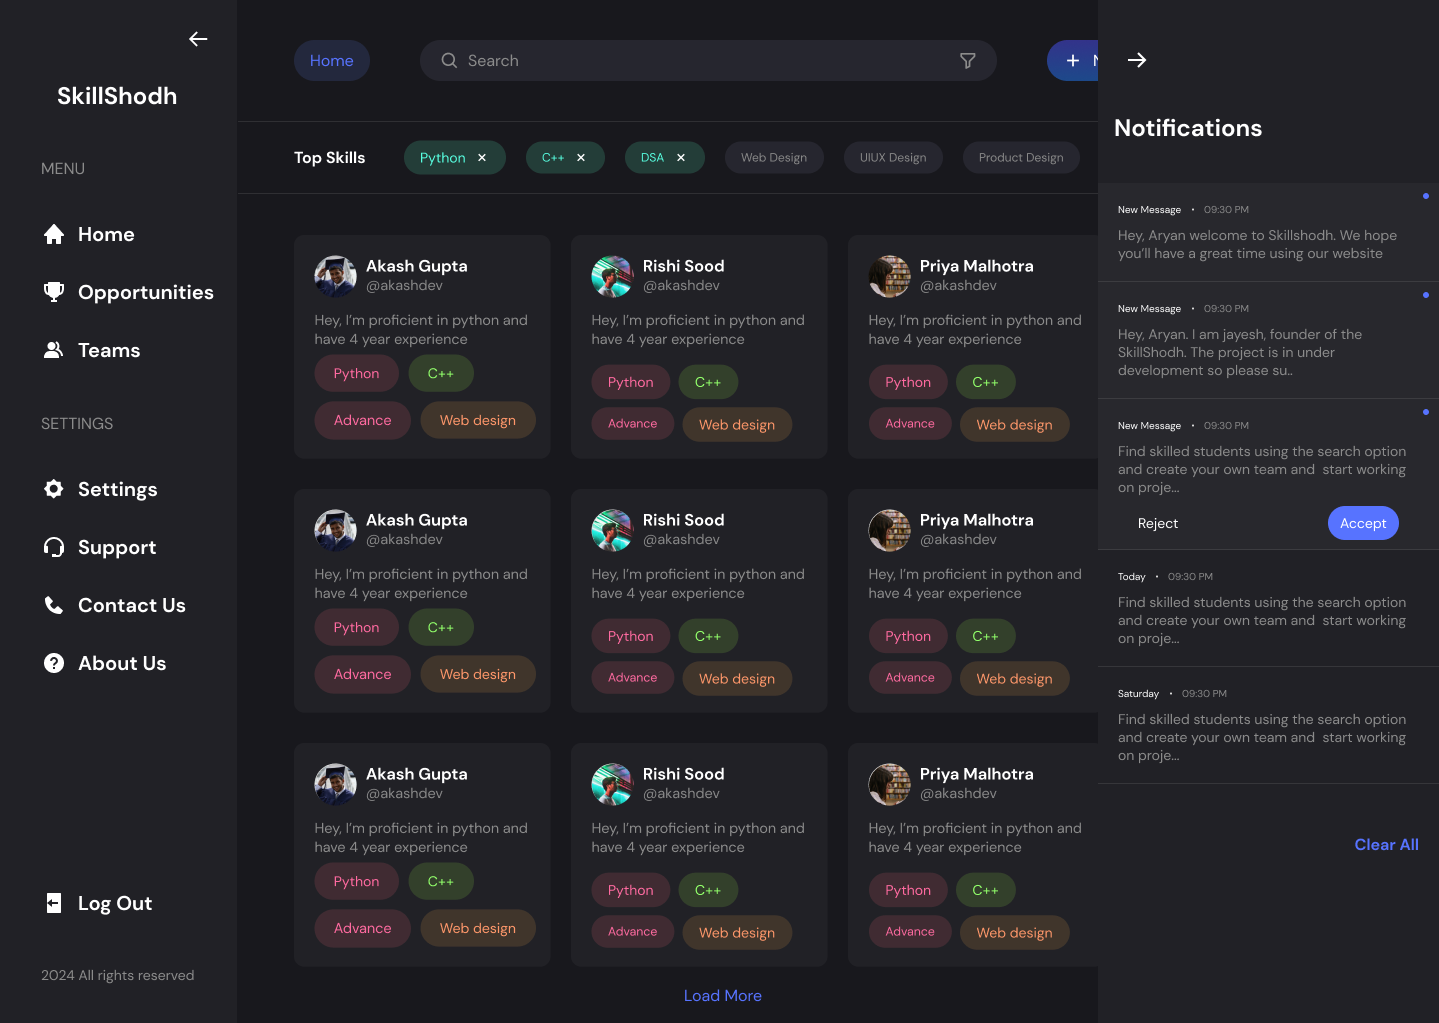 SkillShodh
MENU
Home
Opportunities
Teams
SETTINGS
Settings
Support
Contact Us
About Us
Log Out
2024 All rights reserved
Home
Search
Top Skills
Python
C++
DSA
Web Design
UIUX Design
Product Design
Akash Gupta
@akashdev
Hey, I'm proficient in python and
have 4 year experience
Python
C++
Advance
Web design
Rishi Sood
@akashdev
Hey, I'm proficient in python and
have 4 year experience
Python
C++
Advance
Web design
Priya Malhotra
@akashdev
Hey, I'm proficient in python and
have 4 year experience
Python
C++
Advance
Web design
Akash Gupta
@akashdev
Hey, I'm proficient in python and
have 4 year experience
Python
C++
Advance
Web design
Rishi Sood
@akashdev
Hey, I'm proficient in python and
have 4 year experience
Python
C++
Advance
Web design
Priya Malhotra
@akashdev
Hey, I'm proficient in python and
have 4 year experience
Python
C++
Advance
Web design
Akash Gupta
@akashdev
Hey, I'm proficient in python and
have 4 year experience
Python
C++
Advance
Web design
Rishi Sood
@akashdev
Hey, I'm proficient in python and
have 4 year experience
Python
C++
Advance
Web design
Priya Malhotra
@akashdev
Hey, I'm proficient in python and
have 4 year experience
Python
C++
Advance
Web design
Load More
Notifications
New Message • 09:30 PM
Hey, Aryan welcome to Skillshodh. We hope
you'll have a great time using our website
New Message • 09:30 PM
Hey, Aryan. I am jayesh, founder of the
SkillShodh. The project is in under
development so please su..
New Message • 09:30 PM
Find skilled students using the search option
and create your own team and start working
on proje...
Reject
Accept
Today • 09:30 PM
Find skilled students using the search option
and create your own team and start working
on proje...
Saturday • 09:30 PM
Find skilled students using the search option
and create your own team and start working
on proje...
Clear All